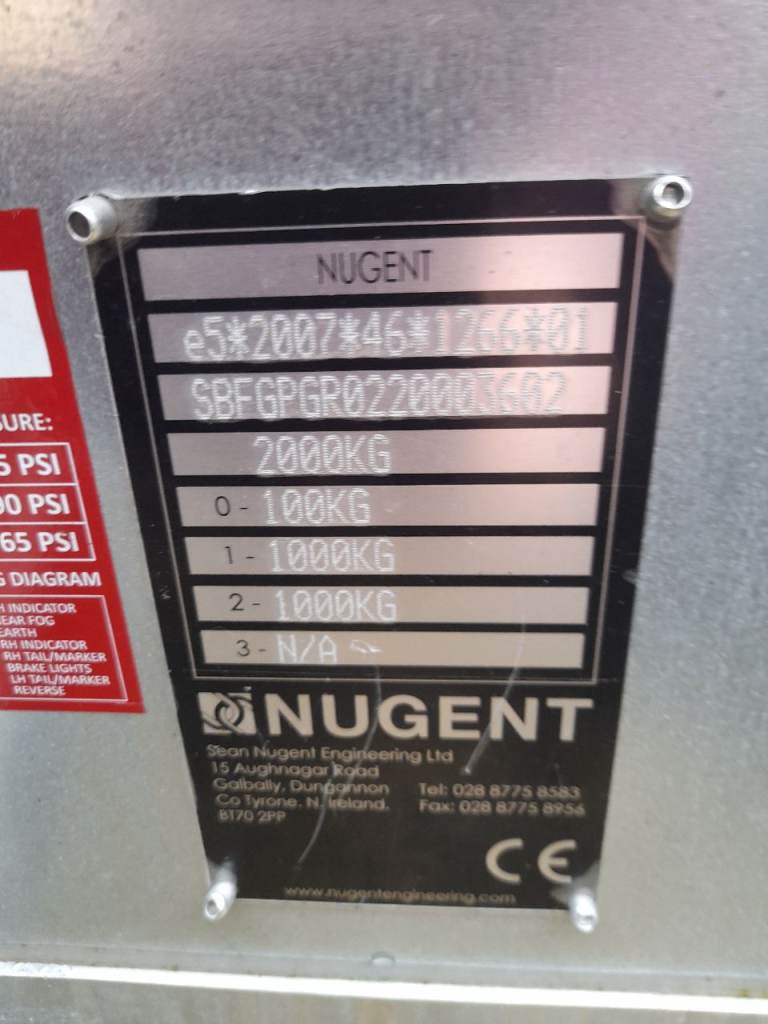 NUGENT
e5*2007*46*1266*01
SBFGPGR0220003602
2000KG
0 - 100KG
1 - 1000KG
2 - 1000KG
3 - N/A
NUGENT
Sean Nugent Engineering Ltd
15 Aughnagar Road
Galbally, Dungannon
Co Tyrone. N. Ireland.
BT70 2PP
Tel: 028 8775 8583
Fax: 028 8775 8956
CE
www.nugentengineering.com
SURE:
5 PSI
90 PSI
65 PSI
G DIAGRAM
H INDICATOR
EAR FOG
EARTH
RH INDICATOR
RH TAIL/MARKER
BRAKE LIGHTS
LH TAIL/MARKER
REVERSE